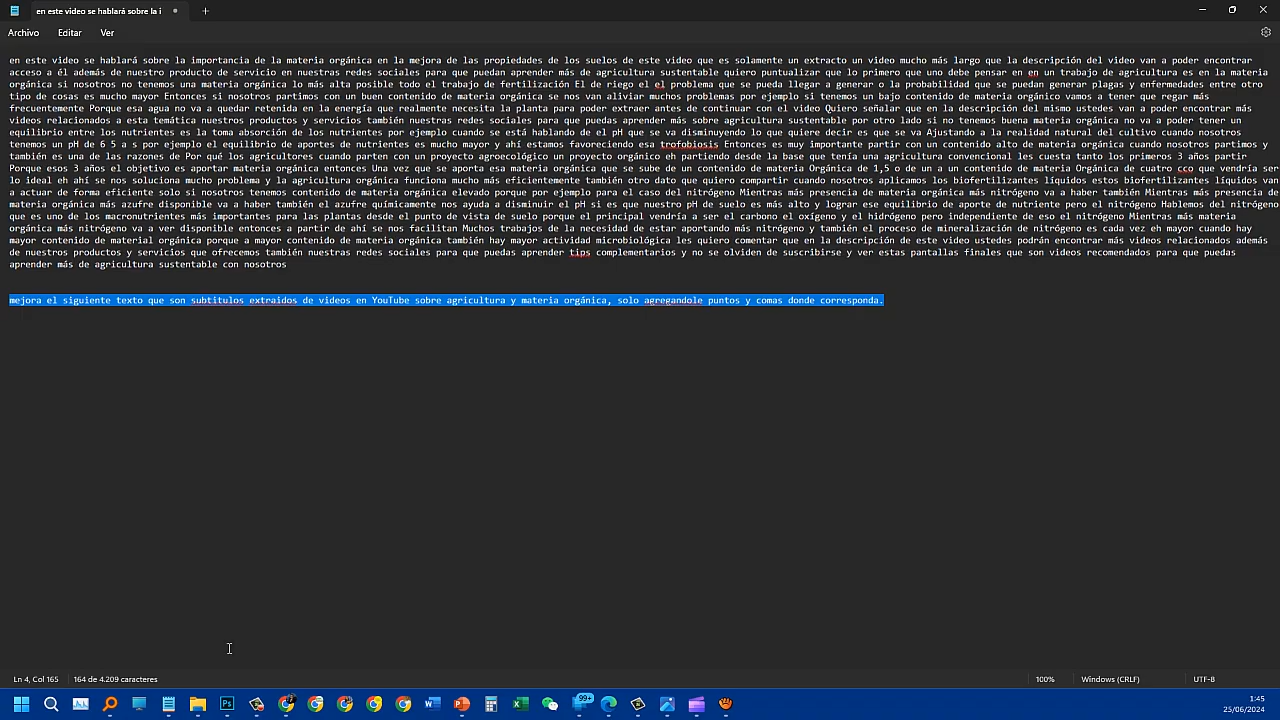 en este video se hablará sobre la i
Archivo Editar Ver
en este video se hablará sobre la importancia de la materia orgánica en la mejora de las propiedades de los suelos de este video que es solamente un extracto un video mucho más largo que la descripción del video van a poder encontrar
acceso a él además de nuestro producto de servicio en nuestras redes sociales para que puedan aprender más de agricultura sustentable quiero puntualizar que lo primero que uno debe pensar en en un trabajo de agricultura es en la materia
orgánica si nosotros no tenemos una materia orgánica lo más alta posible todo el trabajo de fertilización El de riego el el problema que se pueda llegar a generar o la probabilidad que se puedan generar plagas y enfermedades entre otro
tipo de cosas es mucho mayor Entonces si nosotros partimos con un buen contenido de materia orgánica se nos van aliviar muchos problemas por ejemplo si tenemos un bajo contenido de materia orgánico vamos a tener que regar más
frecuentemente Porque esa agua no va a quedar retenida en la energía que realmente necesita la planta para poder extraer antes de continuar con el video Quiero señalar que en la descripción del mismo ustedes van a poder encontrar más
videos relacionados a esta temática nuestros productos y servicios también nuestras redes sociales para que puedas aprender más sobre agricultura sustentable por otro lado si no tenemos buena materia orgánica no va a poder tener un
equilibrio entre los nutrientes es la toma absorción de los nutrientes por ejemplo cuando se está hablando de el pH que se va disminuyendo lo que quiere decir es que se va Ajustando a la realidad natural del cultivo cuando nosotros
tenemos un pH de 6 5 a s por ejemplo el equilibrio de aportes de nutrientes es mucho mayor y ahí estamos favoreciendo esa trofobiosis Entonces es muy importante partir con un contenido alto de materia orgánica cuando nosotros partimos y
también es una de las razones de Por qué los agricultores cuando parten con un proyecto agroecológico un proyecto orgánico eh partiendo desde la base que tenía una agricultura convencional les cuesta tanto los primeros 3 años partir
Porque esos 3 años el objetivo es aportar materia orgánica entonces Una vez que se aporta esa materia orgánica que se sube de un contenido de materia Orgánica de 1,5 o de un a un contenido de materia Orgánica de cuatro cco que vendría ser
lo ideal eh ahí se nos soluciona mucho problema y la agricultura orgánica funciona mucho más eficientemente también otro dato que quiero compartir cuando nosotros aplicamos los biofertilizantes líquidos estos biofertilizantes líquidos van
a actuar de forma eficiente solo si nosotros tenemos contenido de materia orgánica elevado porque por ejemplo para el caso del nitrógeno Mientras más presencia de materia orgánica más nitrógeno va a haber también Mientras más presencia de
materia orgánica más azufre disponible va a haber también el azufre químicamente nos ayuda a disminuir el pH si es que nuestro pH de suelo es más alto y lograr ese equilibrio de aporte de nutriente pero el nitrógeno Hablemos del nitrógeno
que es uno de los macronutrientes más importantes para las plantas desde el punto de vista de suelo porque el principal vendría a ser el carbono el oxígeno y el hidrógeno pero independiente de eso el nitrógeno Mientras más materia
orgánica más nitrógeno va a ver disponible entonces a partir de ahí se nos facilitan Muchos trabajos de la necesidad de estar aportando más nitrógeno y también el proceso de mineralización de nitrógeno es cada vez eh mayor cuando hay
mayor contenido de material orgánica porque a mayor contenido de materia orgánica también hay mayor actividad microbiológica les quiero comentar que en la descripción de este video ustedes podrán encontrar más videos relacionados además
de nuestros productos y servicios que ofrecemos también nuestras redes sociales para que puedas aprender tips complementarios y no se olviden de suscribirse y ver estas pantallas finales que son videos recomendados para que puedas
aprender más de agricultura sustentable con nosotros
mejora el siguiente texto que son subtitulos extraidos de videos en YouTube sobre agricultura y materia orgánica, solo agregandole puntos y comas donde corresponda.
Ln 4, Col 165 164 de 4.209 caracteres 100% Windows (CRLF) UTF-8
99+
1:45
25/06/2024